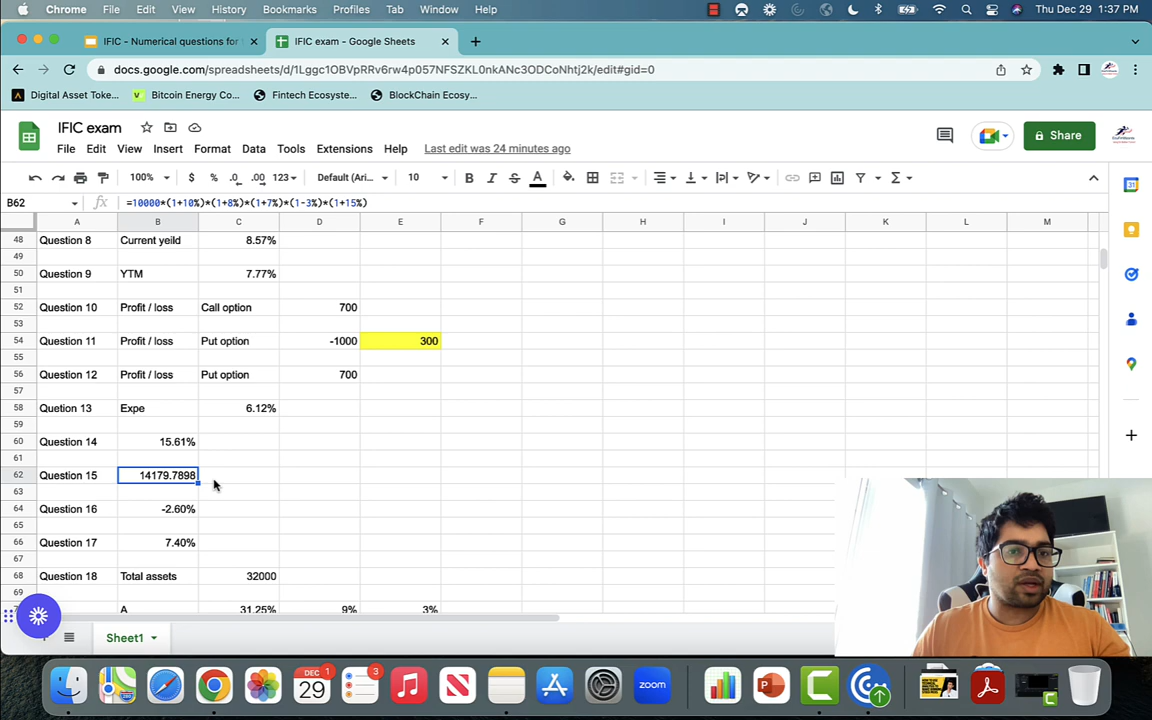 Chrome File Edit View History Bookmarks Profiles Tab Window Help Thu Dec 29 1:37 PM
IFIC - Numerical questions for IFIC exam - Google Sheets
docs.google.com/spreadsheets/d/1Lggc1OBVpRRv6rw4p057NFSZKL0nkANc3ODCoNhtj2k/edit#gid=0
Digital Asset Toke... Bitcoin Energy Co... Fintech Ecosyste... BlockChain Ecosy...
IFIC exam
File Edit View Insert Format Data Tools Extensions Help Last edit was 24 minutes ago Share
100% $ % .0 .00 123 Default (Ari... 10 B I S A
B62 fx =10000*(1+10%)*(1+8%)*(1+7%)*(1-3%)*(1+15%)
A B C D E F G H I J K L M
48 Question 8 Current yeild 8.57%
49
50 Question 9 YTM 7.77%
51
52 Question 10 Profit / loss Call option 700
53
54 Question 11 Profit / loss Put option -1000 300
55
56 Question 12 Profit / loss Put option 700
57
58 Qustion 13 Expe 6.12%
59
60 Question 14 15.61%
61
62 Question 15 14179.7898
63
64 Question 16 -2.60%
65
66 Question 17 7.40%
67
68 Question 18 Total assets 32000
69
A 31.25% 9% 3%
Sheet1
DEC 1
29
3
zoom